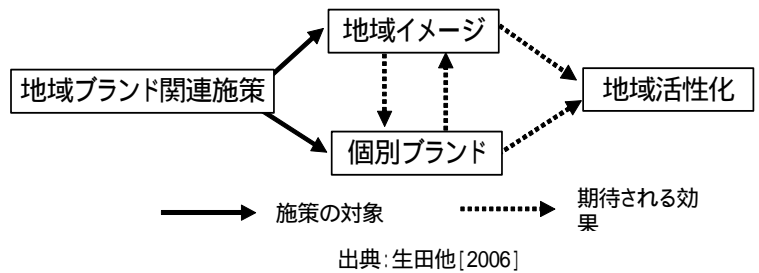 地域イメージ
地域ブランド関連施策
地域活性化
個別ブランド
施策の対象
期待される効
果
出典：生田他[2006]